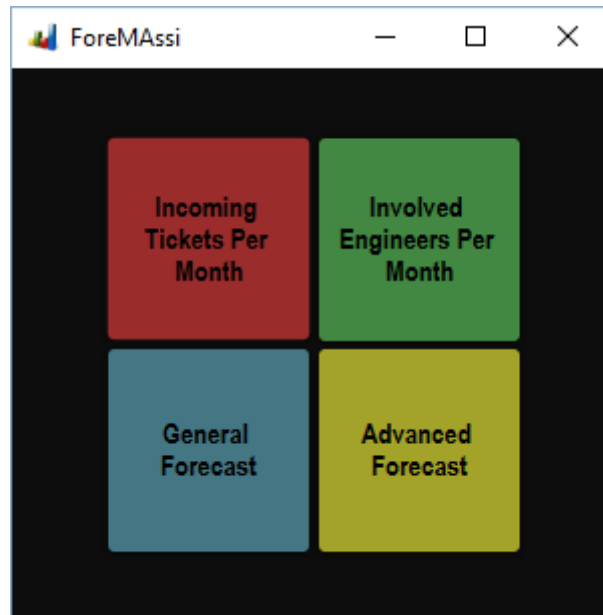 ForeMAssi
Incoming
Tickets Per
Month
Involved
Engineers Per
Month
General
Forecast
Advanced
Forecast